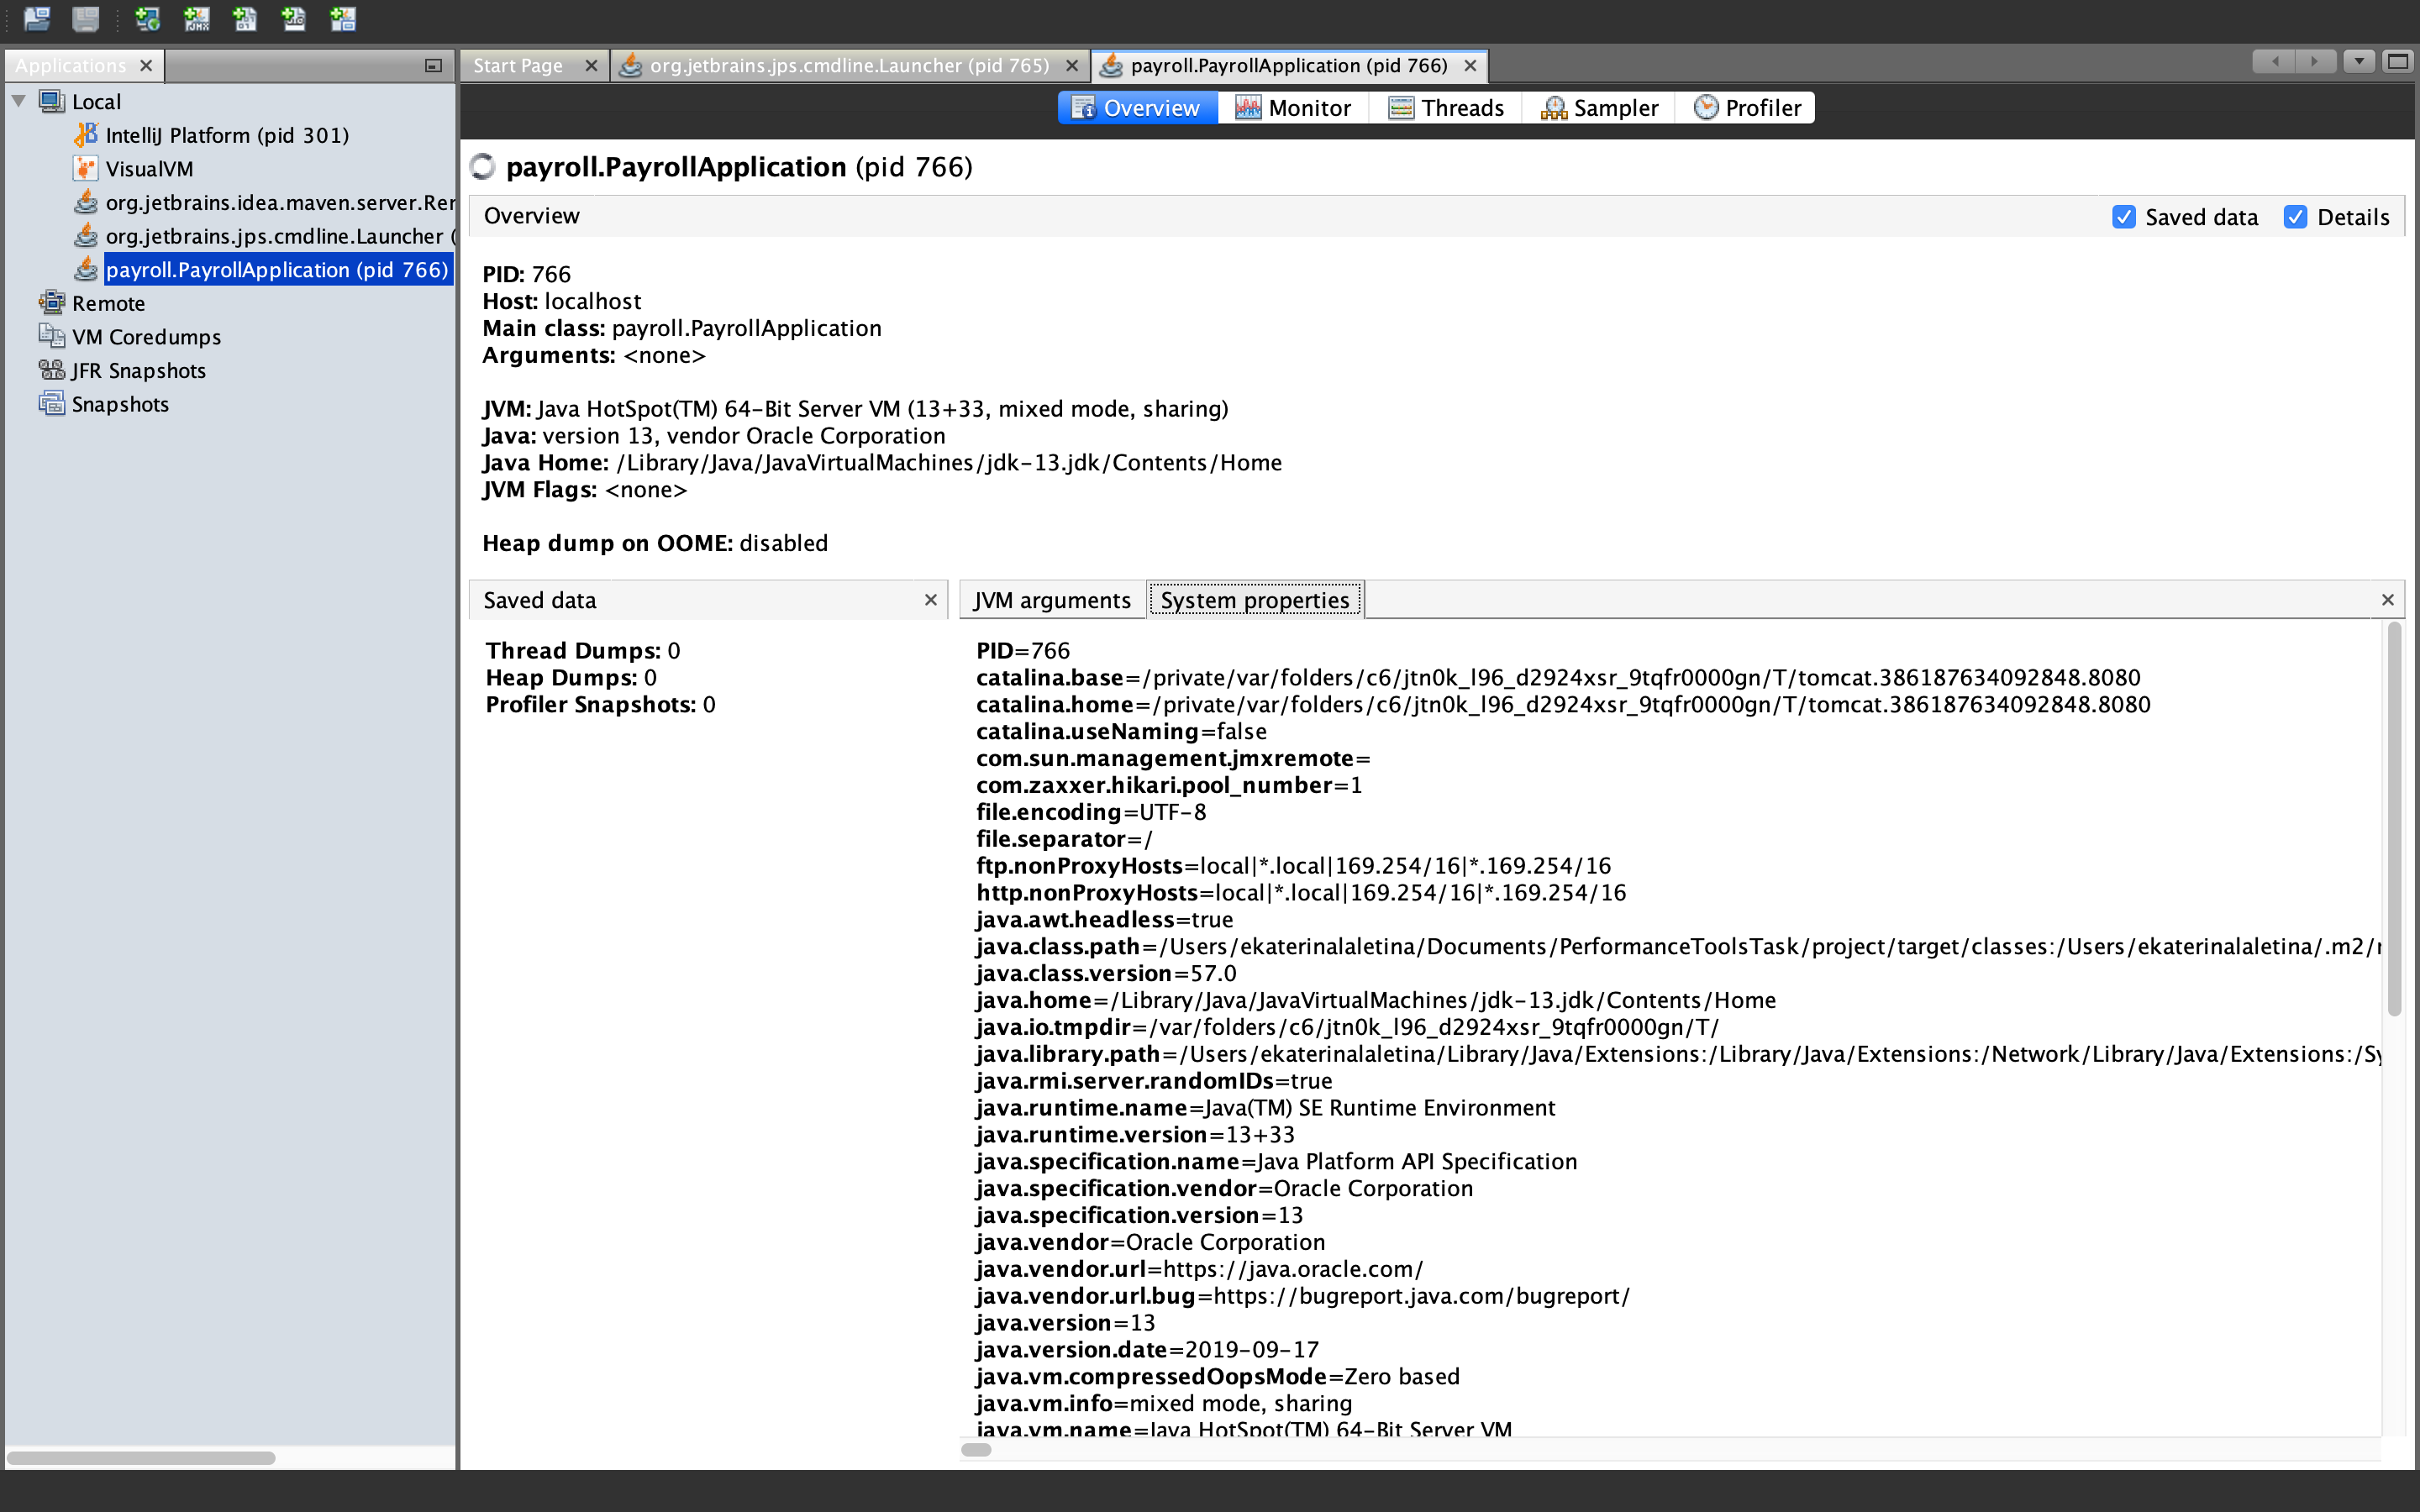 Applications
Start Page
org.jetbrains.jps.cmdline.Launcher (pid 765)
payroll.PayrollApplication (pid 766)
Local
IntelliJ Platform (pid 301)
VisualVM
org.jetbrains.idea.maven.server.Rer
org.jetbrains.jps.cmdline.Launcher (
payroll.PayrollApplication (pid 766)
Remote
VM Coredumps
JFR Snapshots
Snapshots
Overview
Monitor
Threads
Sampler
Profiler
payroll.PayrollApplication (pid 766)
Overview
Saved data
Details
PID: 766
Host: localhost
Main class: payroll.PayrollApplication
Arguments: <none>
JVM: Java HotSpot(TM) 64-Bit Server VM (13+33, mixed mode, sharing)
Java: version 13, vendor Oracle Corporation
Java Home: /Library/Java/JavaVirtualMachines/jdk-13.jdk/Contents/Home
JVM Flags: <none>
Heap dump on OOME: disabled
Saved data
Thread Dumps: 0
Heap Dumps: 0
Profiler Snapshots: 0
JVM arguments
System properties
PID=766
catalina.base=/private/var/folders/c6/jtn0k_l96_d2924xsr_9tqfr0000gn/T/tomcat.386187634092848.8080
catalina.home=/private/var/folders/c6/jtn0k_l96_d2924xsr_9tqfr0000gn/T/tomcat.386187634092848.8080
catalina.useNaming=false
com.sun.management.jmxremote=
com.zaxxer.hikari.pool_number=1
file.encoding=UTF-8
file.separator=/
ftp.nonProxyHosts=local|*.local|169.254/16|*.169.254/16
http.nonProxyHosts=local|*.local|169.254/16|*.169.254/16
java.awt.headless=true
java.class.path=/Users/ekaterinalaletina/Documents/PerformanceToolsTask/project/target/classes:/Users/ekaterinalaletina/.m2/r
java.class.version=57.0
java.home=/Library/Java/JavaVirtualMachines/jdk-13.jdk/Contents/Home
java.io.tmpdir=/var/folders/c6/jtn0k_l96_d2924xsr_9tqfr0000gn/T/
java.library.path=/Users/ekaterinalaletina/Library/Java/Extensions:/Library/Java/Extensions:/Network/Library/Java/Extensions:/Sy
java.rmi.server.randomIDs=true
java.runtime.name=Java(TM) SE Runtime Environment
java.runtime.version=13+33
java.specification.name=Java Platform API Specification
java.specification.vendor=Oracle Corporation
java.specification.version=13
java.vendor=Oracle Corporation
java.vendor.url=https://java.oracle.com/
java.vendor.url.bug=https://bugreport.java.com/bugreport/
java.version=13
java.version.date=2019-09-17
java.vm.compressedOopsMode=Zero based
java.vm.info=mixed mode, sharing
java.vm.name=Java HotSpot(TM) 64-Bit Server VM